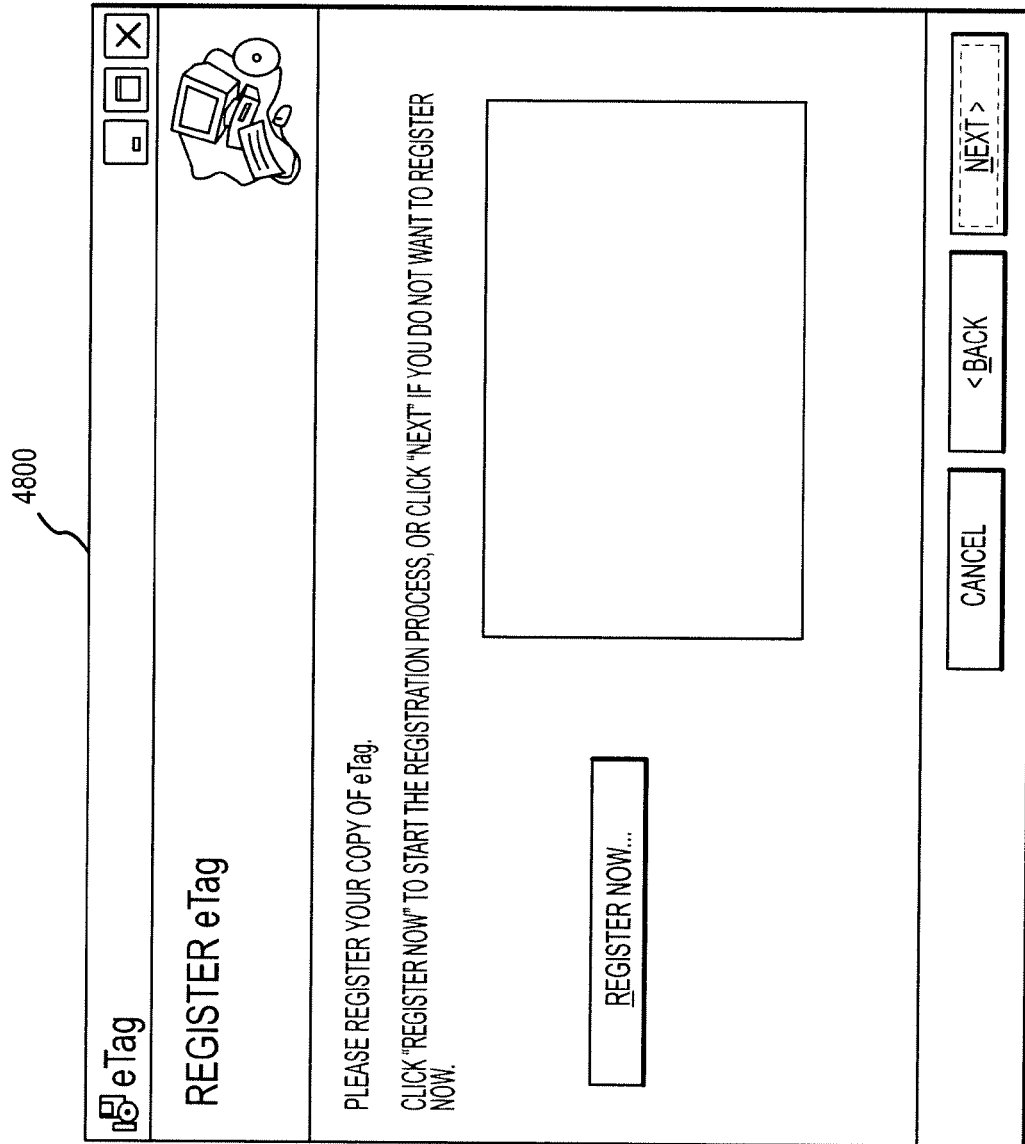 4800
eTag
REGISTER eTag
PLEASE REGISTER YOUR COPY OF eTag.
CLICK "REGISTER NOW" TO START THE REGISTRATION PROCESS, OR CLICK "NEXT" IF YOU DO NOT WANT TO REGISTER
NOW.
REGISTER NOW...
CANCEL
< BACK
NEXT >